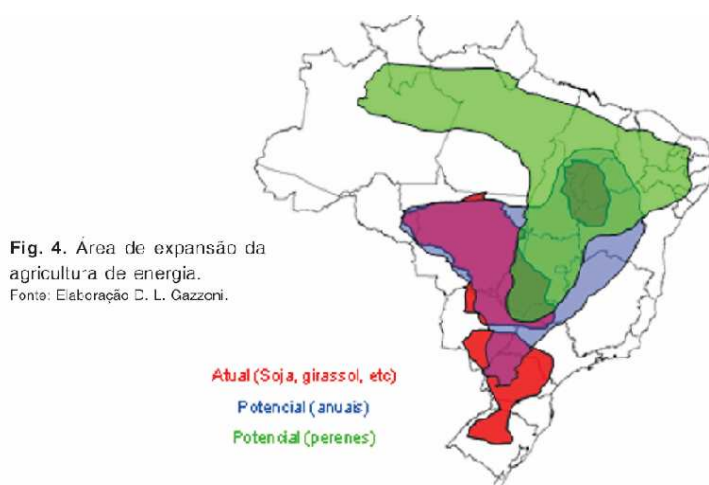 Fig. 4. Área de expansão da
agricultura de energia.
Fonte: Elaboração D. L. Gazzoni.
Atual (Soja, girassol, etc)
Potencial (anuais)
Potencial (perenes)